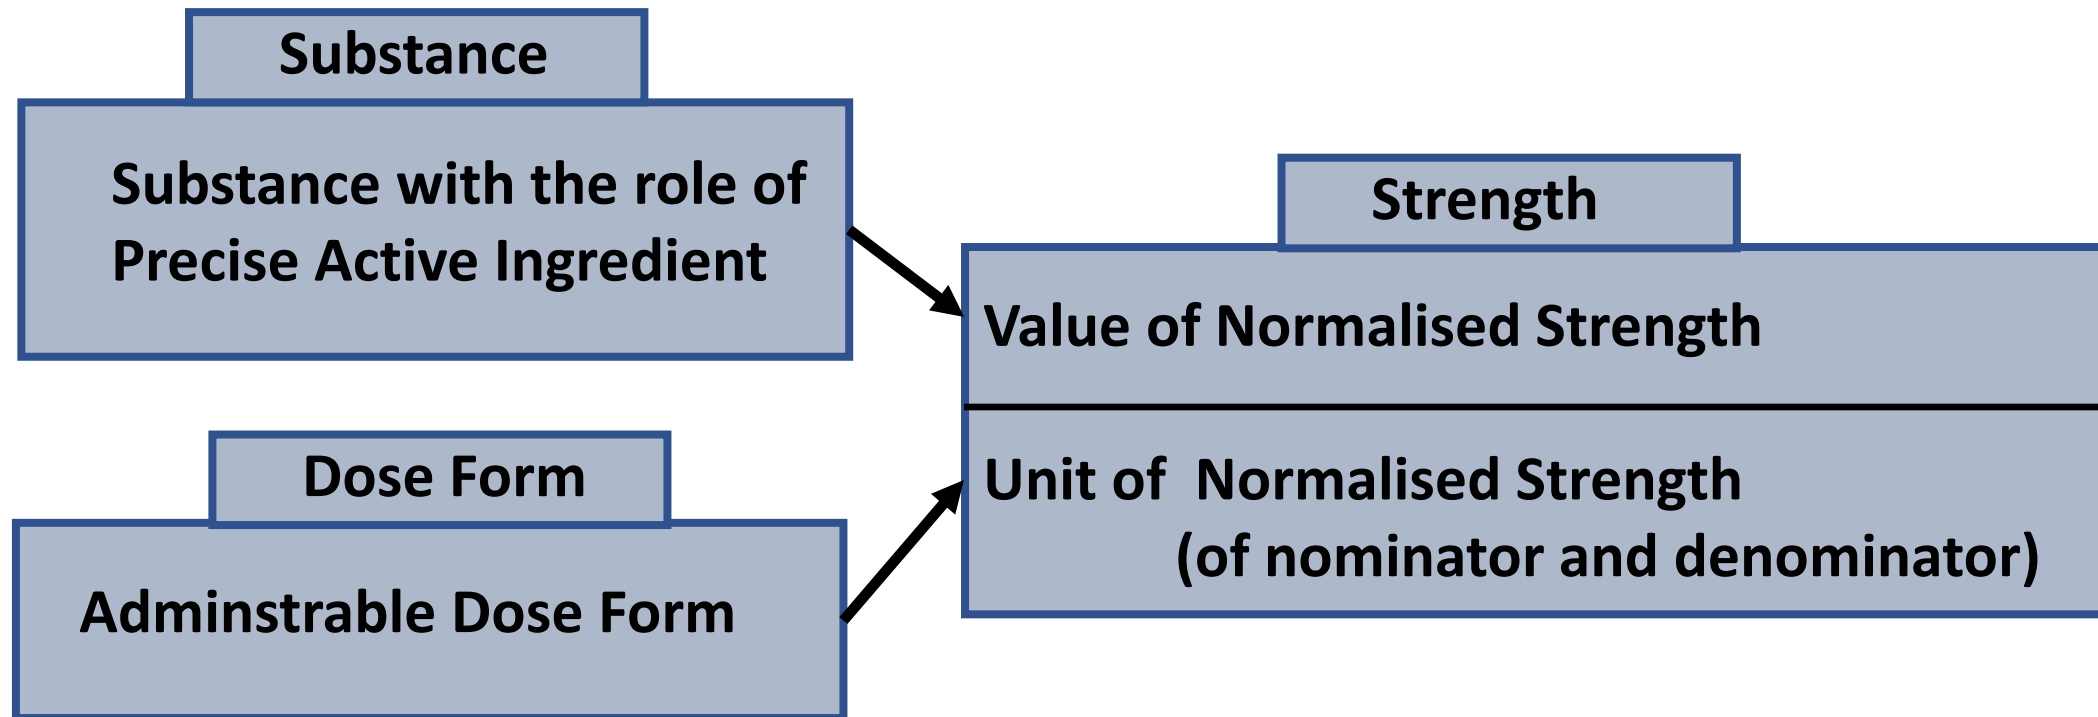 Substance
Substance with the role of
Precise Active Ingredient
Dose Form
Adminstrable Dose Form
Strength
Value of Normalised Strength
Unit of  Normalised Strength
(of nominator and denominator)